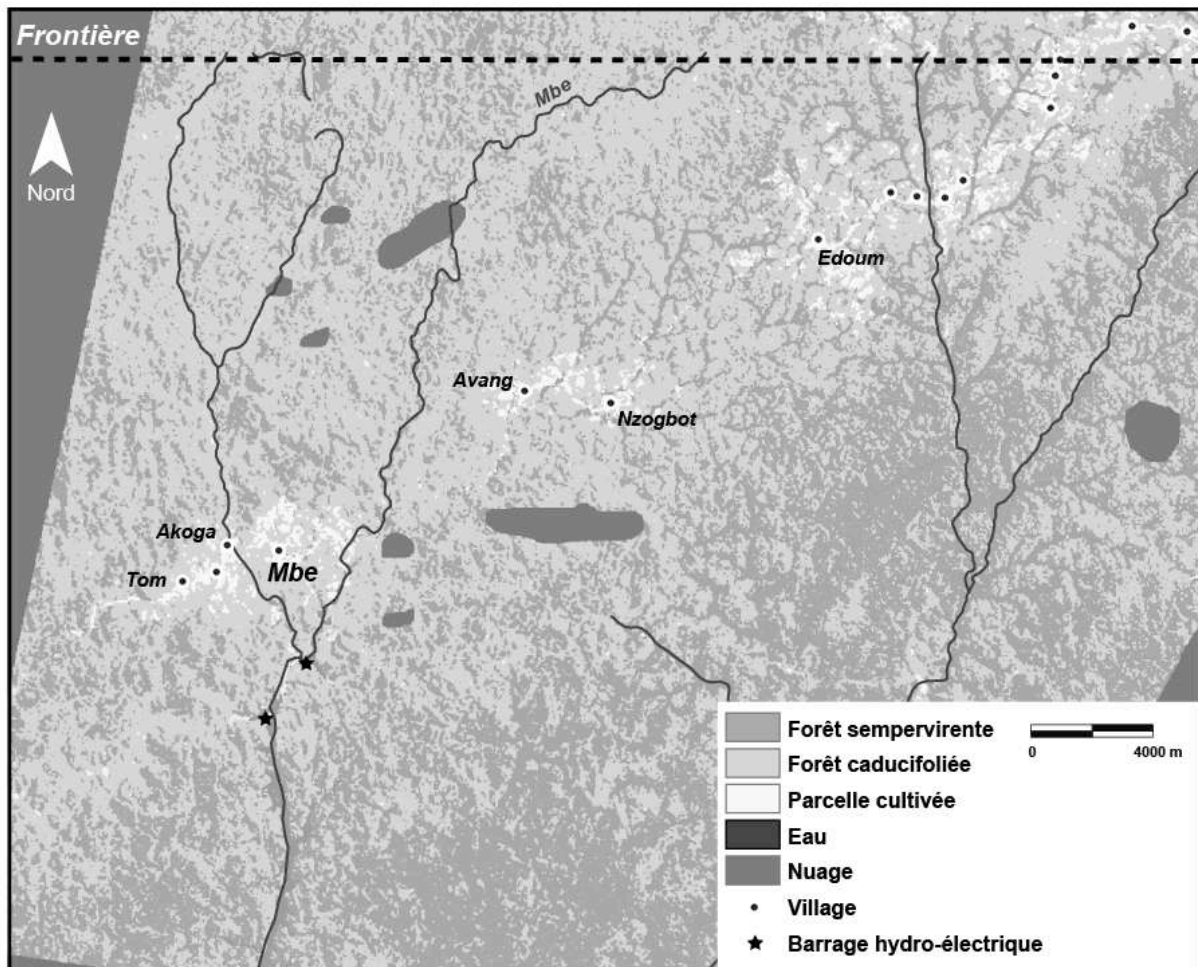 Frontière
Mbe
Nord
Edoum
Avang
Nzogbot
Akoga
Mbe
Tom
Forêt sempervirente
Forêt caducifoliée
Parcelle cultivée
Eau
Nuage
Village
Barrage hydro-électrique
0 4000 m